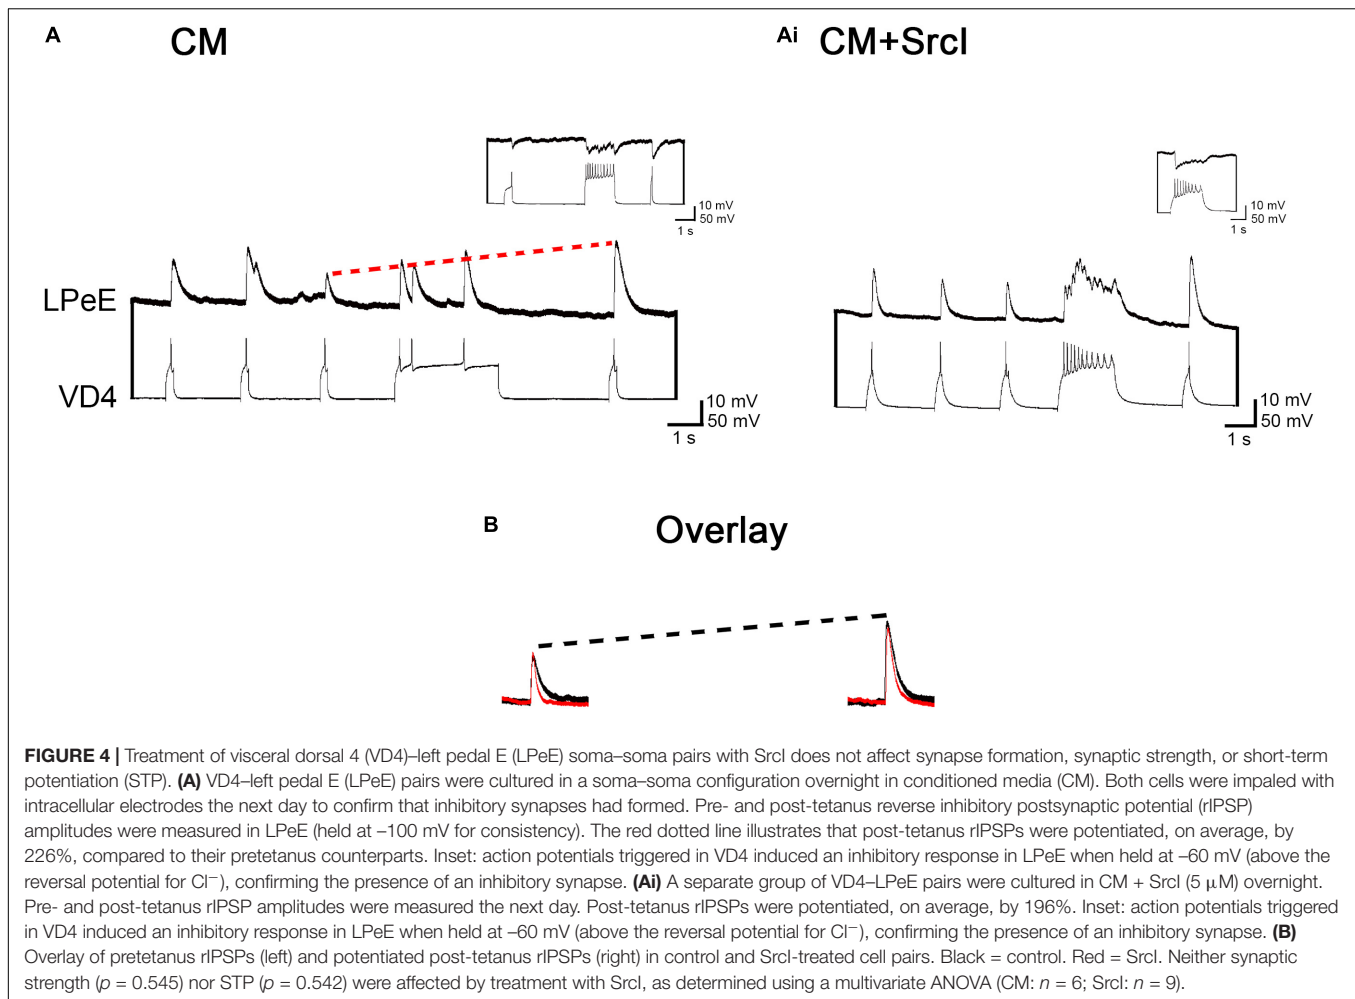 A CM
Ai CM+SrcI
10 mV
50 mV
1 s
10 mV
50 mV
1 s
LPeE
VD4
10 mV
50 mV
1 s
10 mV
50 mV
1 s
B Overlay
FIGURE 4 | Treatment of visceral dorsal 4 (VD4)–left pedal E (LPeE) soma–soma pairs with SrcI does not affect synapse formation, synaptic strength, or short-term
potentiation (STP). (A) VD4–left pedal E (LPeE) pairs were cultured in a soma–soma configuration overnight in conditioned media (CM). Both cells were impaled with
intracellular electrodes the next day to confirm that inhibitory synapses had formed. Pre- and post-tetanus reverse inhibitory postsynaptic potential (rIPSP)
amplitudes were measured in LPeE (held at –100 mV for consistency). The red dotted line illustrates that post-tetanus rIPSPs were potentiated, on average, by
226%, compared to their pretetanus counterparts. Inset: action potentials triggered in VD4 induced an inhibitory response in LPeE when held at –60 mV (above the
reversal potential for Cl⁻), confirming the presence of an inhibitory synapse. (Ai) A separate group of VD4–LPeE pairs were cultured in CM + SrcI (5 μM) overnight.
Pre- and post-tetanus rIPSP amplitudes were measured the next day. Post-tetanus rIPSPs were potentiated, on average, by 196%. Inset: action potentials triggered
in VD4 induced an inhibitory response in LPeE when held at –60 mV (above the reversal potential for Cl⁻), confirming the presence of an inhibitory synapse. (B)
Overlay of pretetanus rIPSPs (left) and potentiated post-tetanus rIPSPs (right) in control and SrcI-treated cell pairs. Black = control. Red = SrcI. Neither synaptic
strength (p = 0.545) nor STP (p = 0.542) were affected by treatment with SrcI, as determined using a multivariate ANOVA (CM: n = 6; SrcI: n = 9).